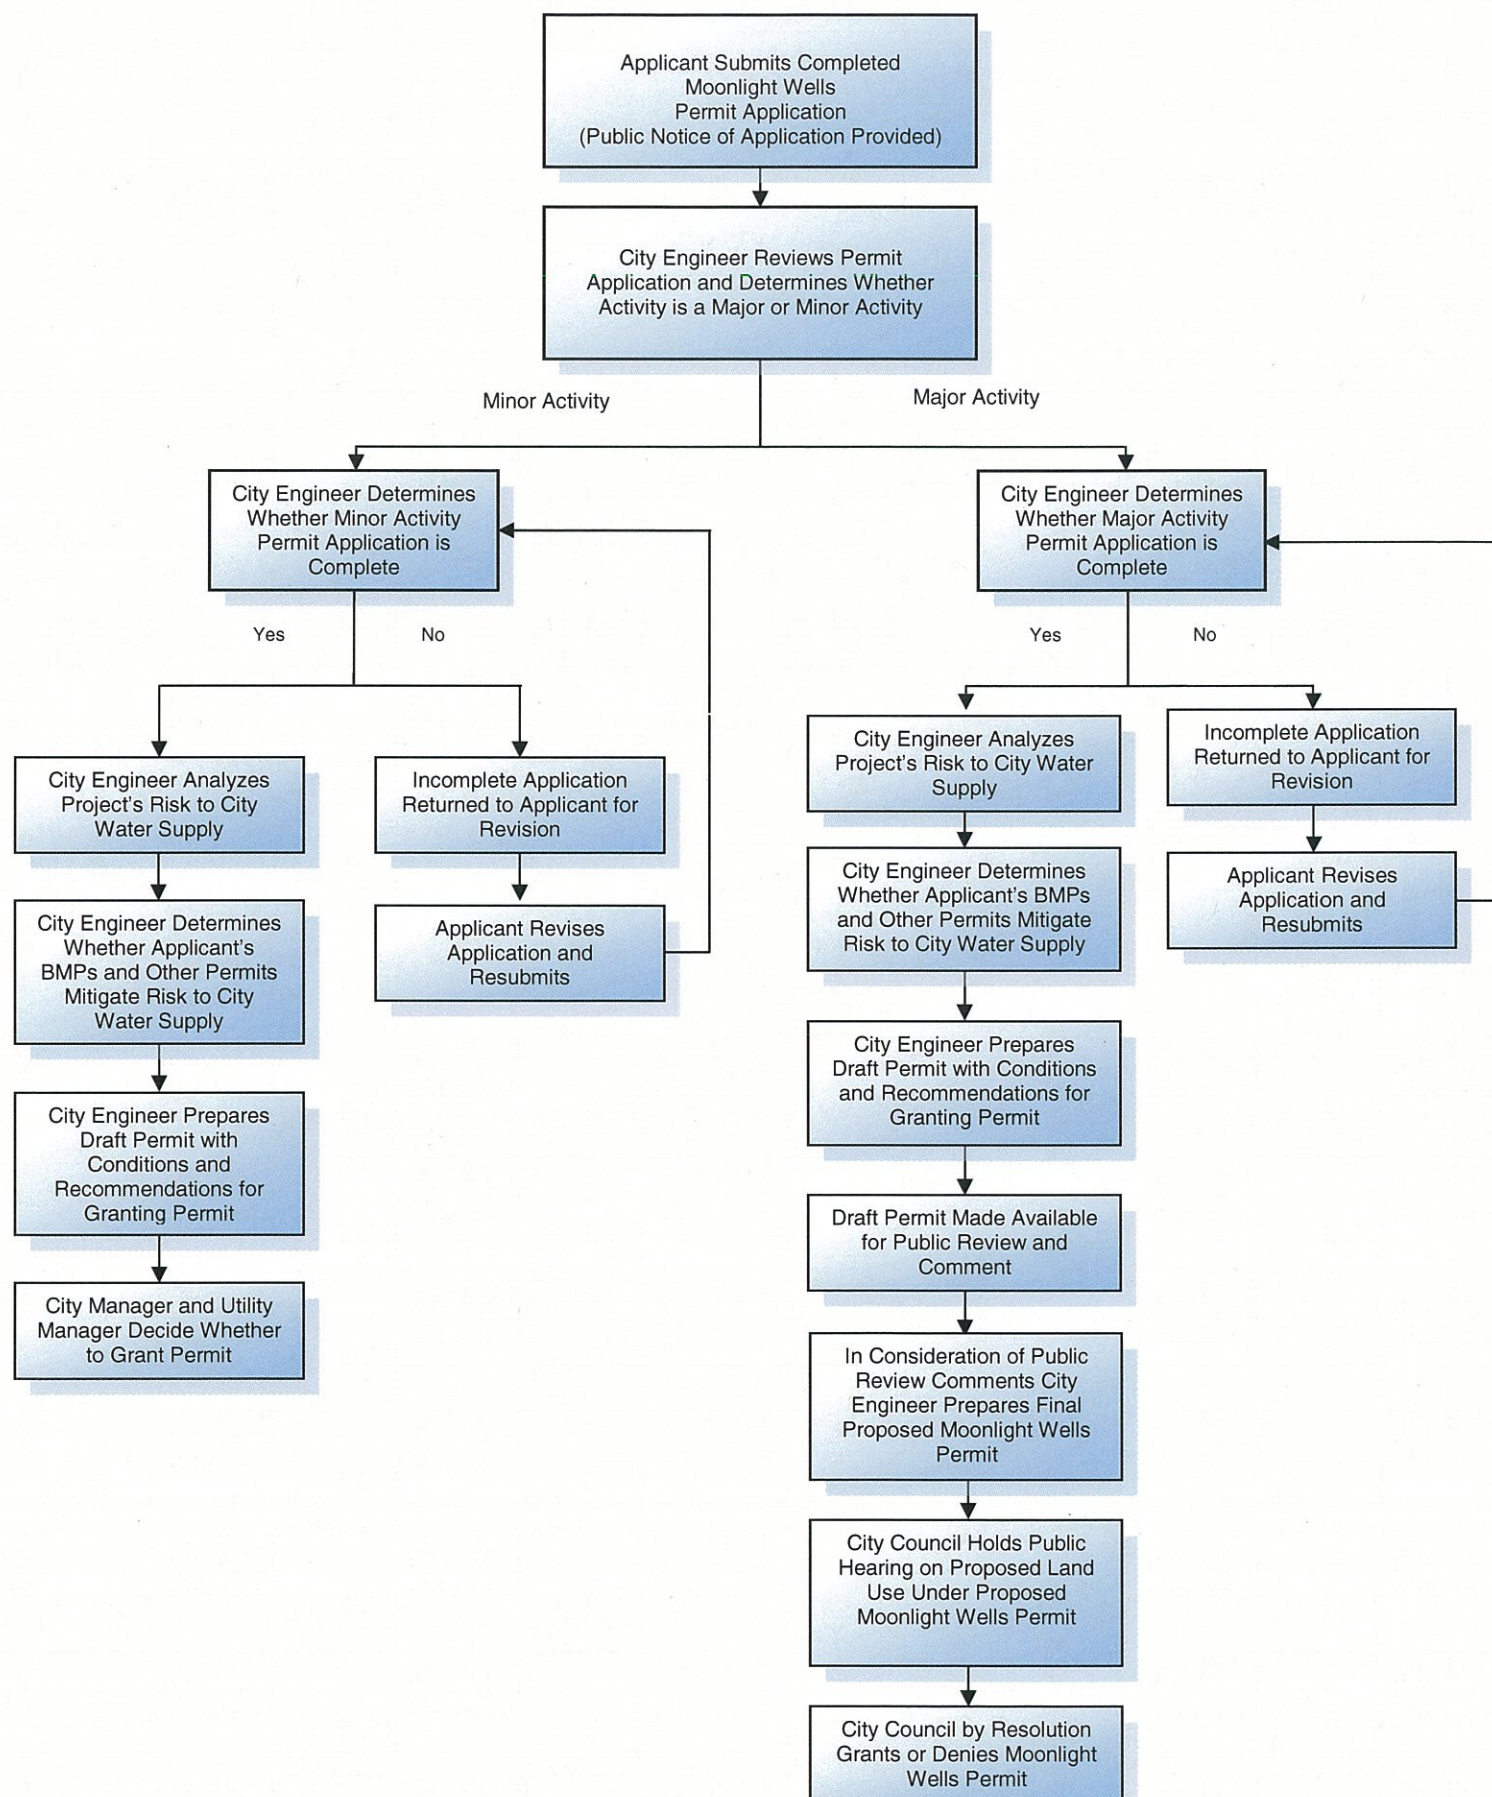 Applicant Submits Completed
Moonlight Wells
Permit Application
(Public Notice of Application Provided)
City Engineer Reviews Permit
Application and Determines Whether
Activity is a Major or Minor Activity
Minor Activity
Major Activity
City Engineer Determines
Whether Minor Activity
Permit Application is
Complete
Yes
No
City Engineer Analyzes
Project's Risk to City
Water Supply
City Engineer Determines
Whether Applicant's
BMPs and Other Permits
Mitigate Risk to City
Water Supply
City Engineer Prepares
Draft Permit with
Conditions and
Recommendations for
Granting Permit
City Manager and Utility
Manager Decide Whether
to Grant Permit
Incomplete Application
Returned to Applicant for
Revision
Applicant Revises
Application and
Resubmits
City Engineer Determines
Whether Major Activity
Permit Application is
Complete
Yes
No
City Engineer Analyzes
Project's Risk to City Water
Supply
City Engineer Determines
Whether Applicant's BMPs
and Other Permits Mitigate
Risk to City Water Supply
City Engineer Prepares
Draft Permit with Conditions
and Recommendations for
Granting Permit
Draft Permit Made Available
for Public Review and
Comment
In Consideration of Public
Review Comments City
Engineer Prepares Final
Proposed Moonlight Wells
Permit
City Council Holds Public
Hearing on Proposed Land
Use Under Proposed
Moonlight Wells Permit
City Council by Resolution
Grants or Denies Moonlight
Wells Permit
Incomplete Application
Returned to Applicant for
Revision
Applicant Revises
Application and
Resubmits